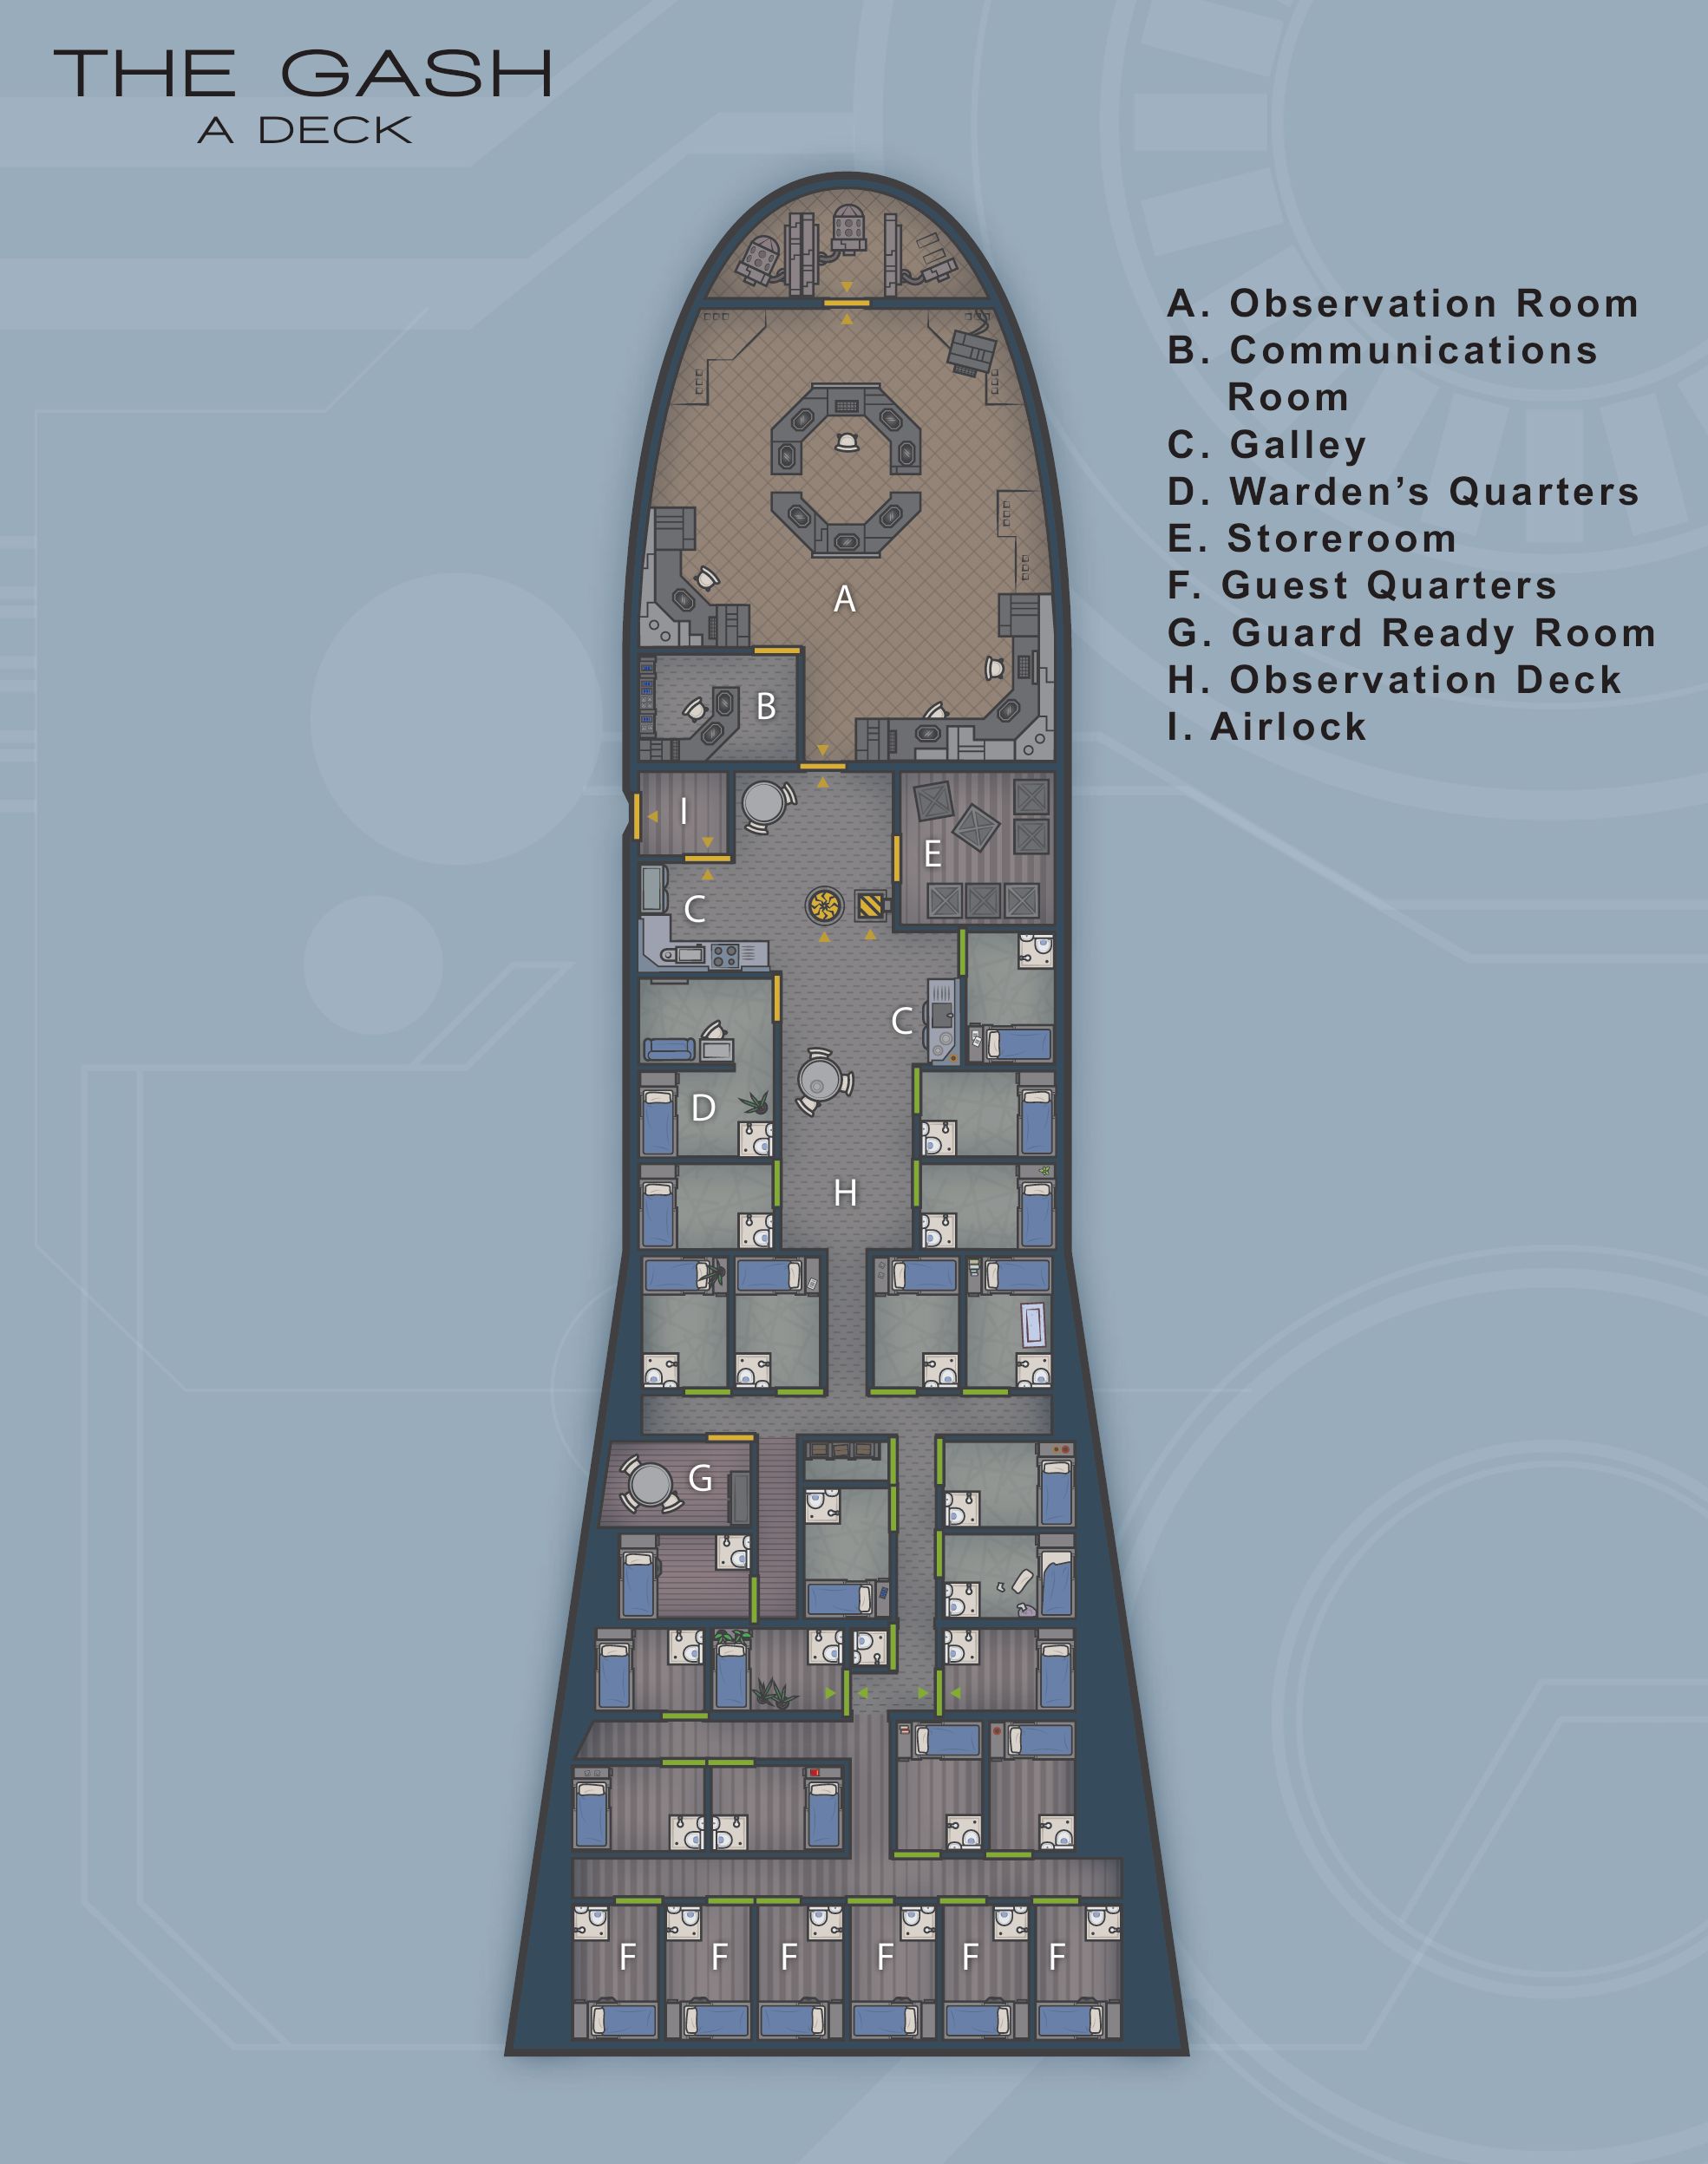 THE GASH
A DECK
A. Observation Room
B. Communications
Room
C. Galley
D. Warden’s Quarters
E. Storeroom
F. Guest Quarters
G. Guard Ready Room
H. Observation Deck
I. Airlock
A
B
I
E
C
C
D
H
G
F F F F F F